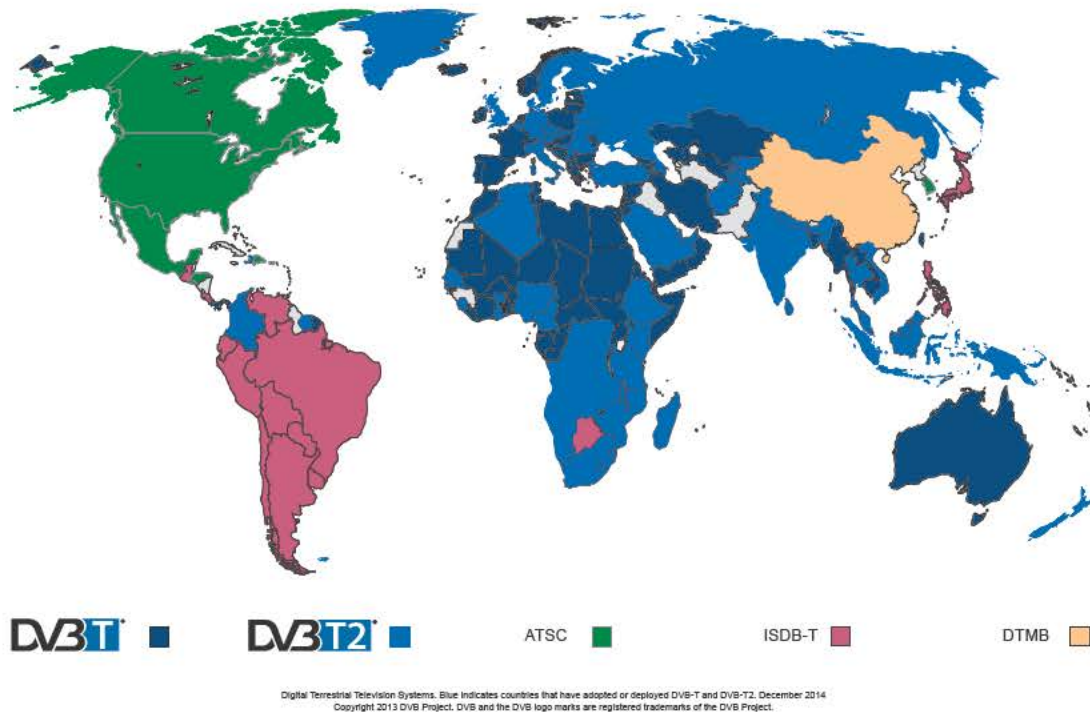 DVB T
DVB T2
ATSC
ISDB-T
DTMB
Digital Terrestrial Television Systems. Blue indicates countries that have adopted or deployed DVB-T and DVB-T2. December 2014
Copyright 2013 DVB Project. DVB and the DVB logo marks are registered trademarks of the DVB Project.